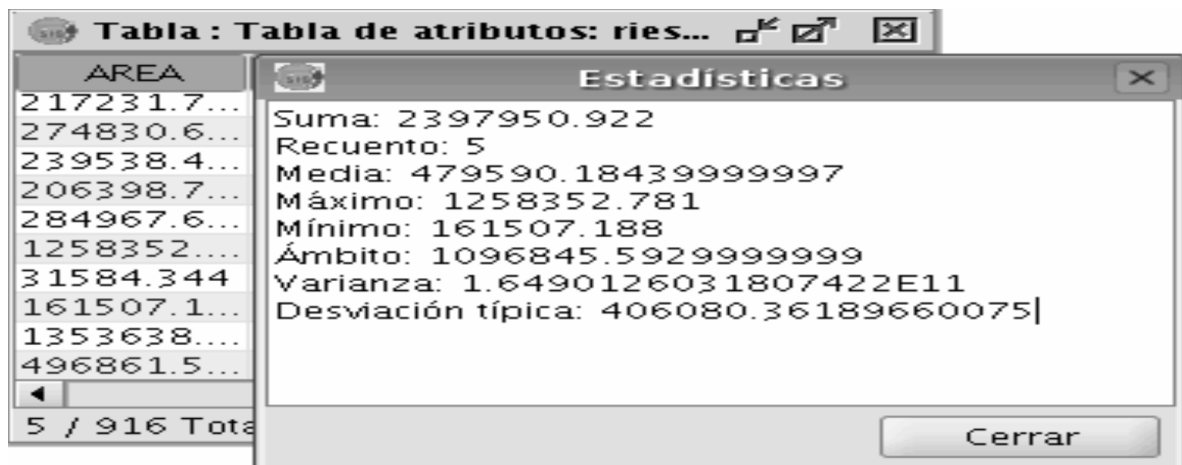 Tabla : Tabla de atributos: ries...
AREA
217231.7...
274830.6...
239538.4...
206398.7...
284967.6...
1258352....
31584.344
161507.1...
1353638....
496861.5...
5 / 916 Tota
Estadísticas
Suma: 2397950.922
Recuento: 5
Media: 479590.18439999997
Máximo: 1258352.781
Mínimo: 161507.188
Ámbito: 1096845.5929999999
Varianza: 1.6490126031807422E11
Desviación típica: 406080.36189660075
Cerrar